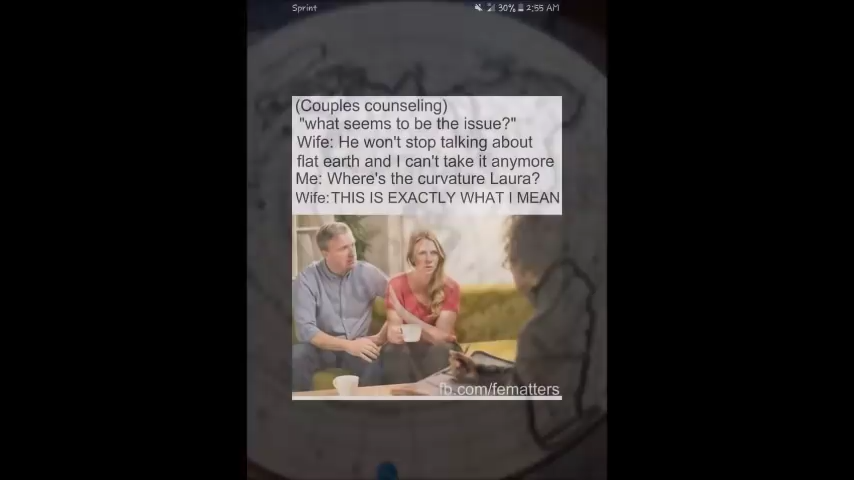 Sprint 30% 2:55 AM
(Couples counseling)
"what seems to be the issue?"
Wife: He won't stop talking about
flat earth and I can't take it anymore
Me: Where's the curvature Laura?
Wife:THIS IS EXACTLY WHAT I MEAN
fb.com/fematters